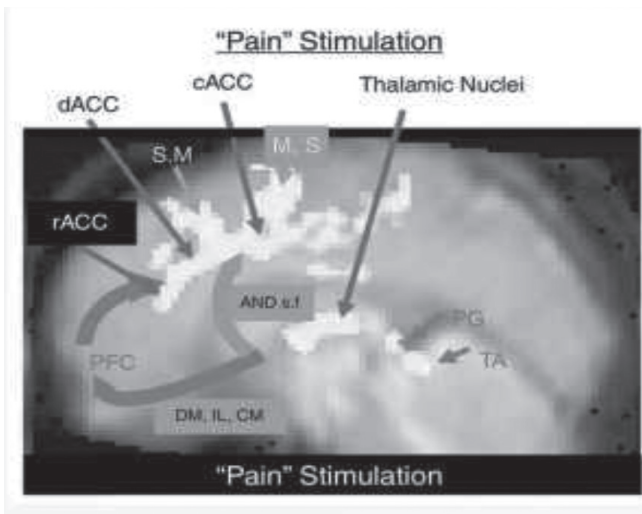 "Pain" Stimulation
cACC
Thalamic Nuclei
dACC
S.M
M, S
rACC
AND s.f
PG
PFC
TA
DM, IL, CM
"Pain" Stimulation